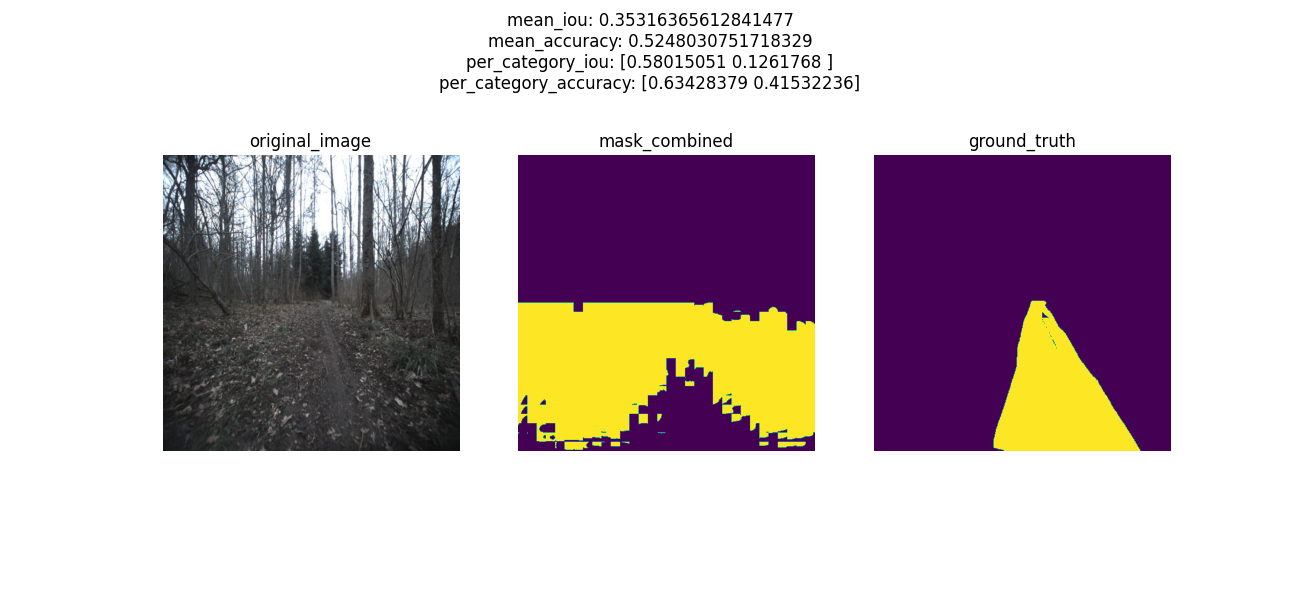 mean_iou: 0.35316365612841477
mean_accuracy: 0.5248030751718329
per_category_iou: [0.58015051 0.1261768 ]
per_category_accuracy: [0.63428379 0.41532236]
original_image
mask_combined
ground_truth